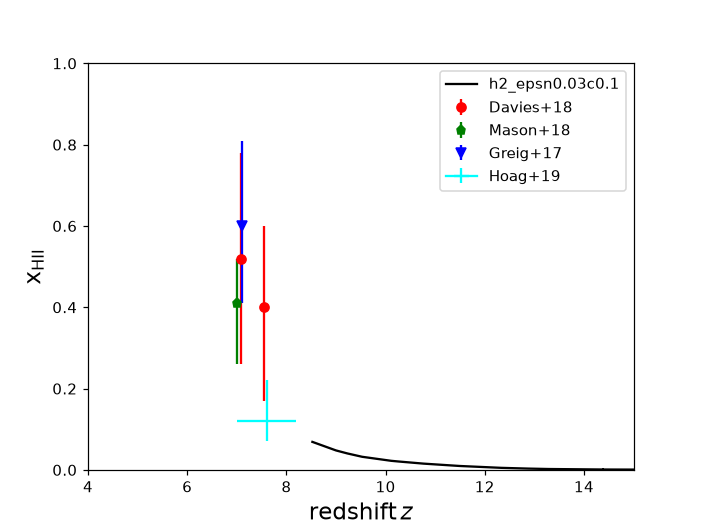 h2_epsn0.03c0.1
Davies+18
Mason+18
Greig+17
Hoag+19
1.0
0.8
0.6
0.4
0.2
0.0
xHII
4
6
8
10
12
14
redshift z